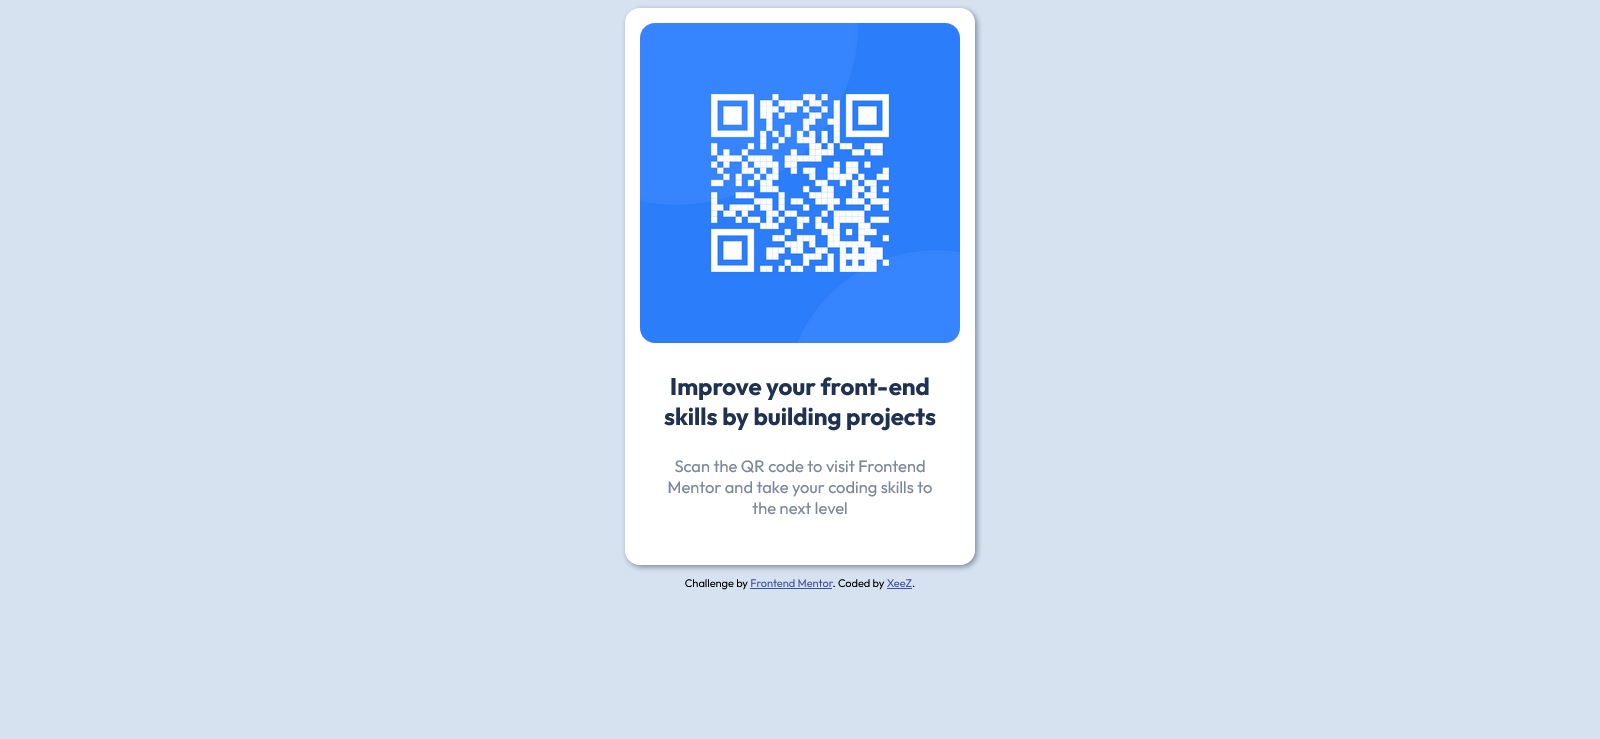 Improve your front-end
skills by building projects
Scan the QR code to visit Frontend
Mentor and take your coding skills to
the next level
Challenge by Frontend Mentor. Coded by XeeZ.